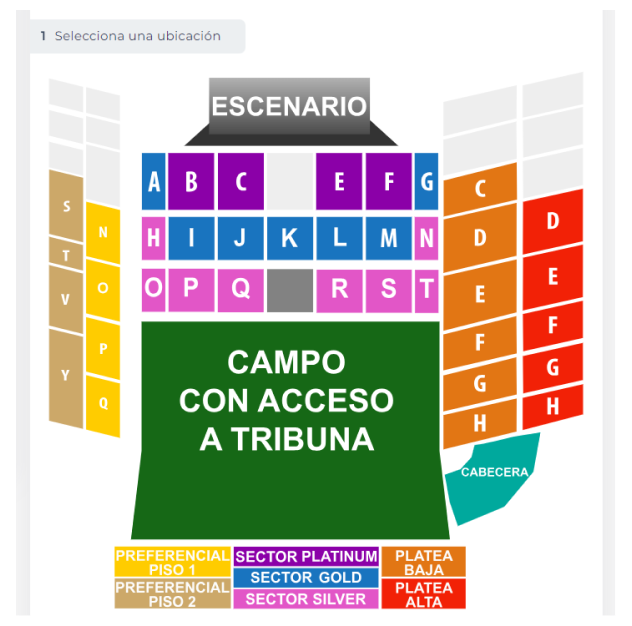 1 Selecciona una ubicación
ESCENARIO
A B C E F G
H I J K L M N
O P Q R S T
S
T
V
Y
N
O
P
Q
C
D
E
F
G
H
D
E
F
G
H
CAMPO
CON ACCESO
A TRIBUNA
CABECERA
PREFERENCIAL
PISO 1
PREFERENCIAL
PISO 2
SECTOR PLATINUM
SECTOR GOLD
SECTOR SILVER
PLATEA
BAJA
PLATEA
ALTA